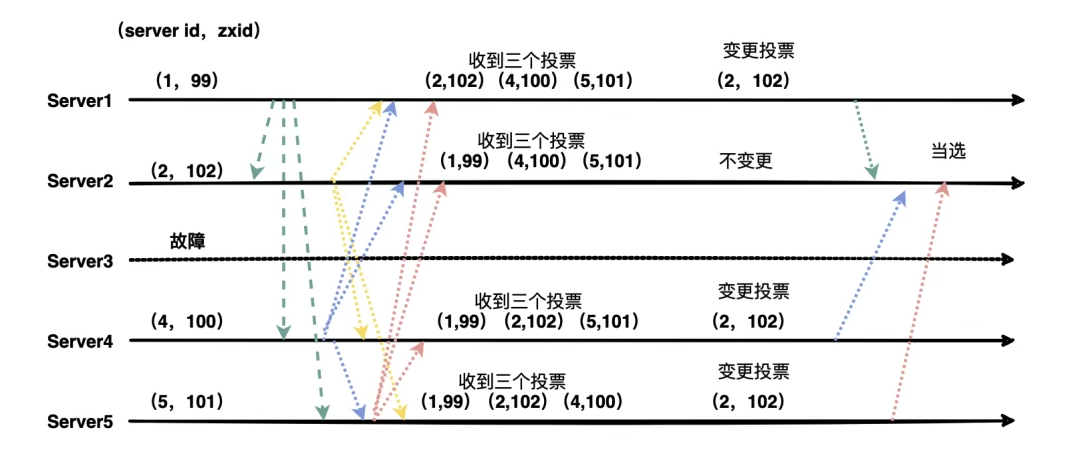 (server id, zxid)
收到三个投票
变更投票
(1, 99)
(2,102) (4,100) (5,101)
(2, 102)
Server1
收到三个投票
当选
(2, 102)
(1,99) (4,100) (5,101)
不变更
Server2
故障
Server3
收到三个投票
变更投票
(4, 100)
(1,99) (2,102) (5,101)
(2, 102)
Server4
收到三个投票
变更投票
(5, 101)
(1,99) (2,102) (4,100)
(2, 102)
Server5